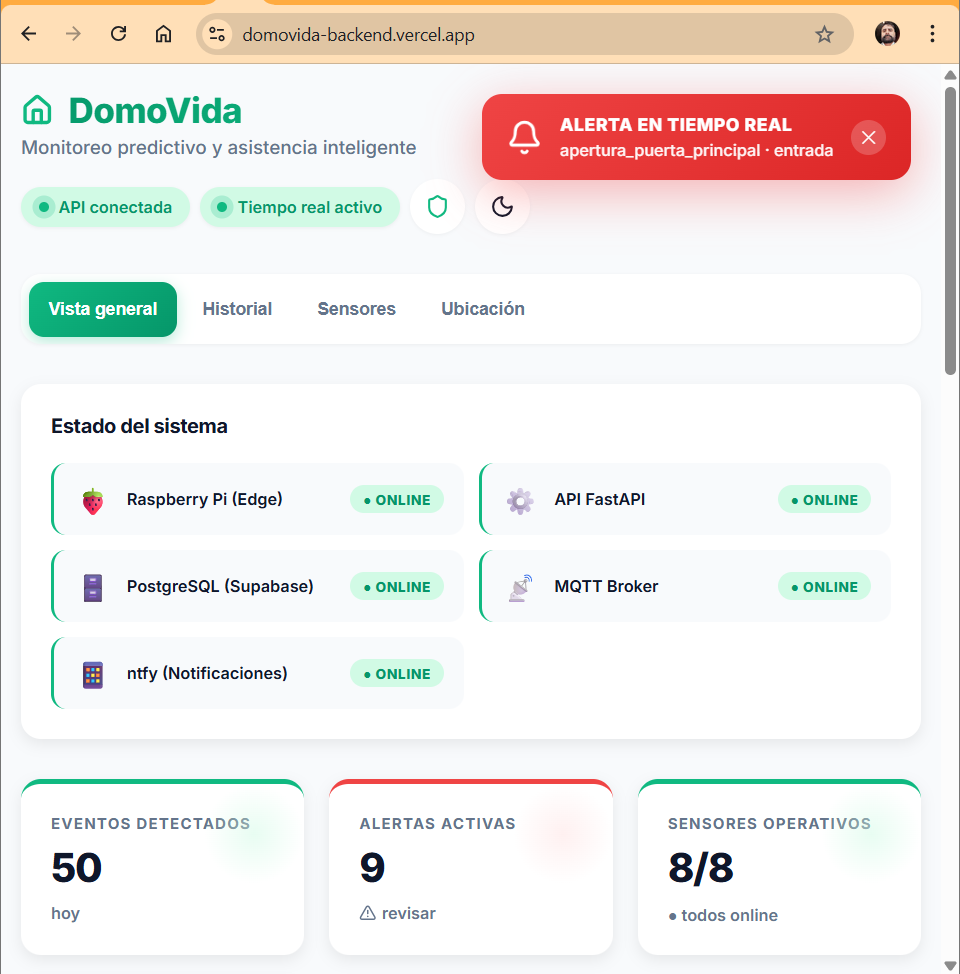 domovida-backend.vercel.app
DomoVida
Monitoreo predictivo y asistencia inteligente
ALERTA EN TIEMPO REAL
apertura_puerta_principal · entrada
API conectada
Tiempo real activo
Vista general
Historial
Sensores
Ubicación
Estado del sistema
Raspberry Pi (Edge)
● ONLINE
API FastAPI
● ONLINE
PostgreSQL (Supabase)
● ONLINE
MQTT Broker
● ONLINE
ntfy (Notificaciones)
● ONLINE
EVENTOS DETECTADOS
50
hoy
ALERTAS ACTIVAS
9
⚠ revisar
SENSORES OPERATIVOS
8/8
● todos online